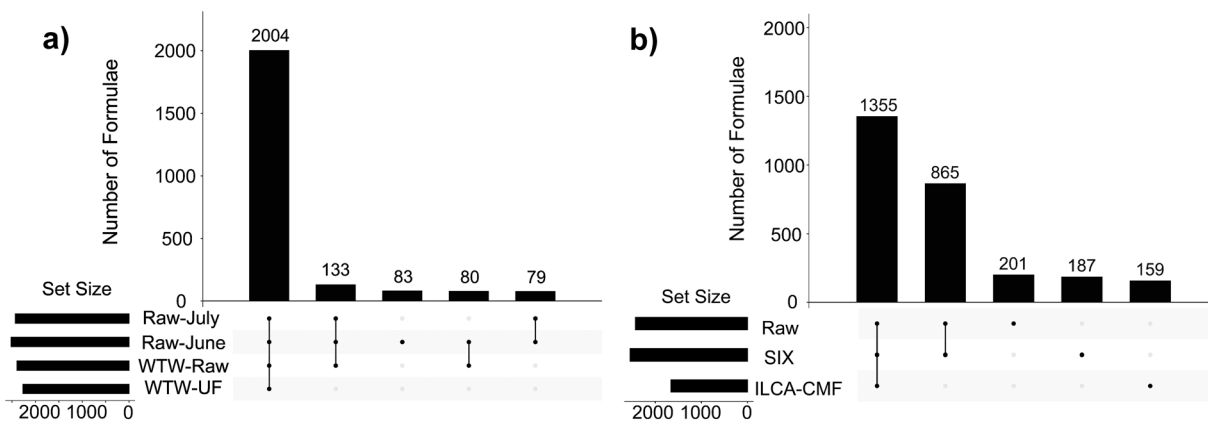 a)
2004
2000
1500
1000
500
0
Number of Formulae
133
83
80
79
Set Size
Raw-July
Raw-June
WTW-Raw
WTW-UF
2000 1000 0
b)
2000
1500
1000
500
0
Number of Formulae
1355
865
201
187
159
Set Size
Raw
SIX
ILCA-CMF
2000 1000 0